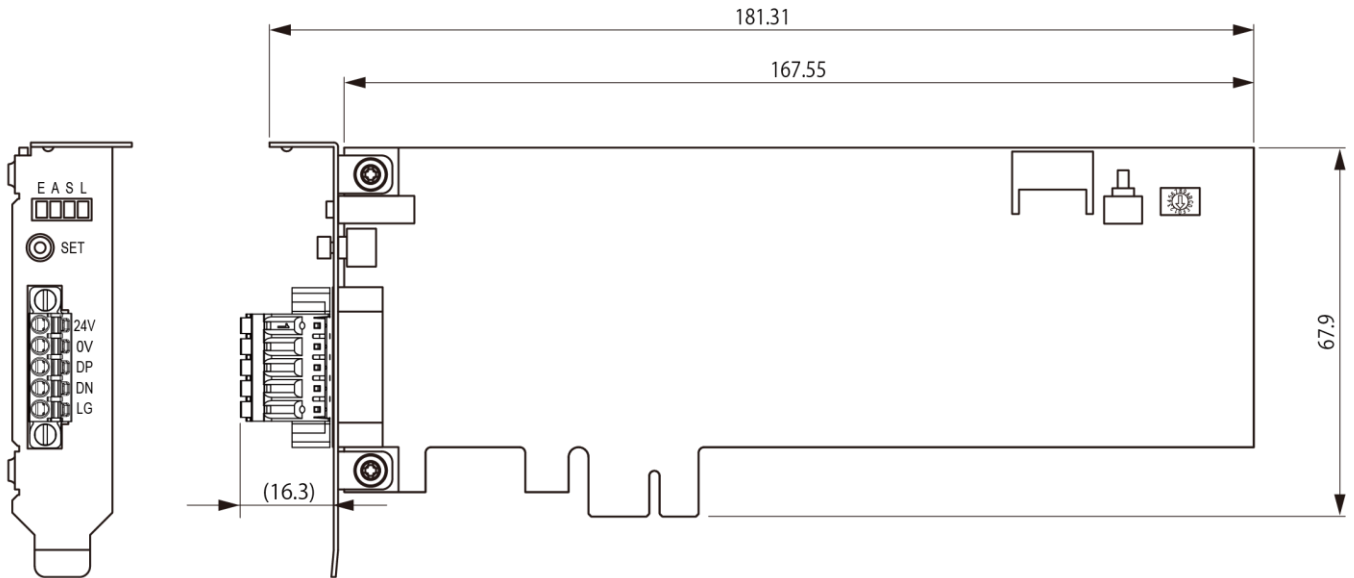 181.31
167.55
E A S L
SET
24V
0V
DP
DN
LG
67.9
(16.3)